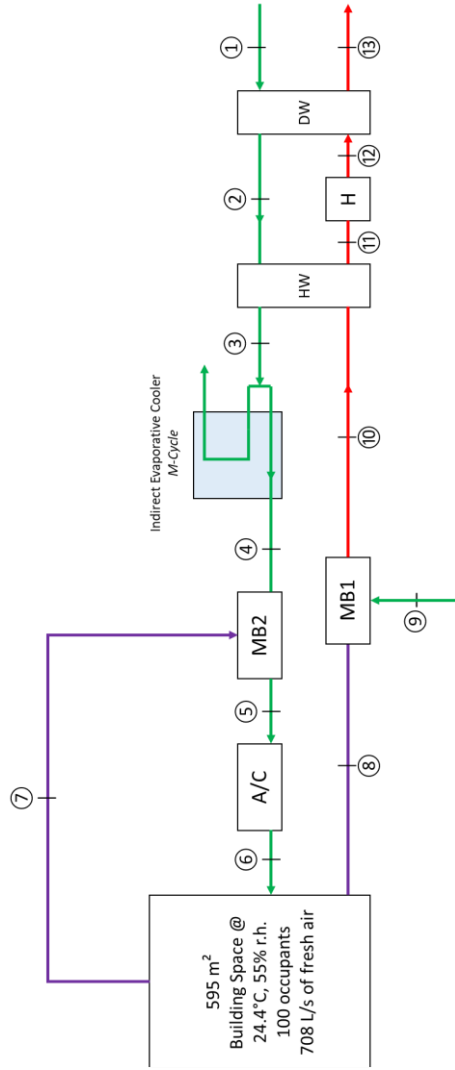 1
13
DW
2
12
H
11
HW
3
Indirect Evaporative Cooler
M-Cycle
10
4
MB2
MB1
9
7
5
8
A/C
6
595 m²
Building Space @
24.4°C, 55% r.h.
100 occupants
708 L/s of fresh air